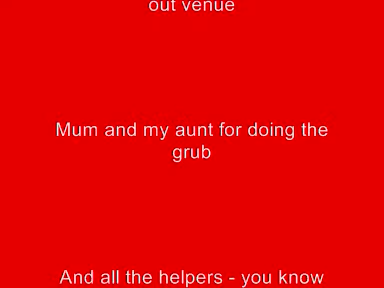 out venue
Mum and my aunt for doing the
grub
And all the helpers - you know